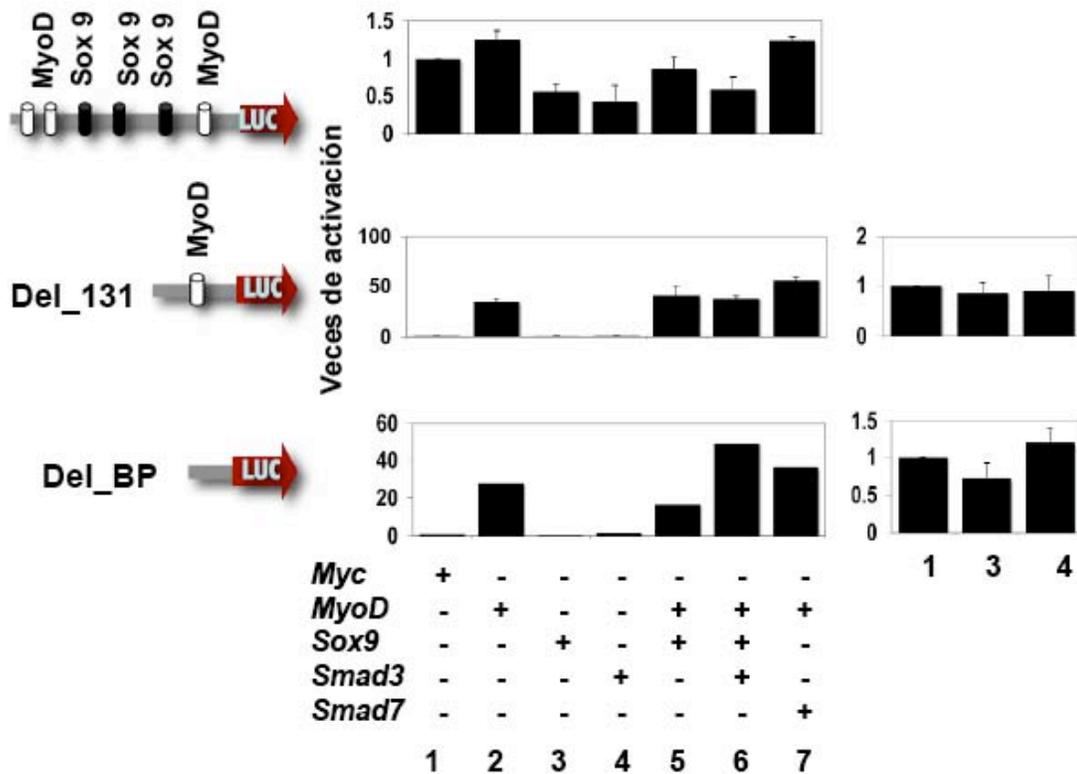 MyoD
Sox 9
Sox 9
Sox 9
MyoD
LUC
Veces de activación
1.5
1
0.5
0
MyoD
Del_131
LUC
100
50
0
2
1
0
Del_BP
LUC
60
40
20
0
1.5
1
0.5
0
1 3 4
Myc + - - - - - -
MyoD - + - - + + +
Sox9 - - + - + + -
Smad3 - - - + - + -
Smad7 - - - - - - +
1 2 3 4 5 6 7